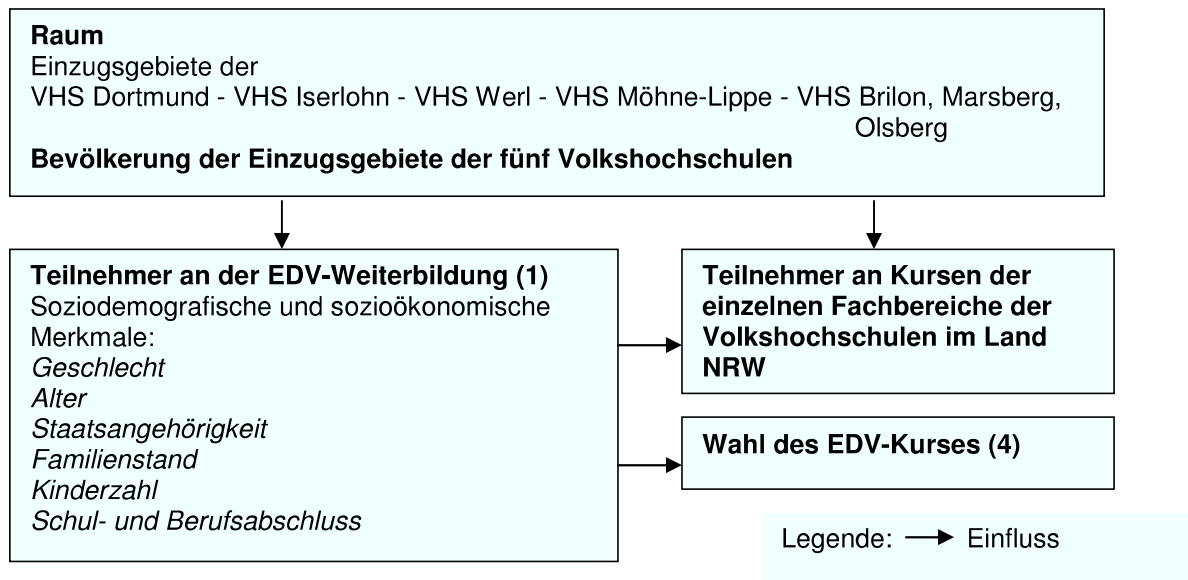 Raum
Einzugsgebiete der
VHS Dortmund - VHS Iserlohn - VHS Werl - VHS Möhne-Lippe - VHS Brilon, Marsberg,
Olsberg
Bevölkerung der Einzugsgebiete der fünf Volkshochschulen
Teilnehmer an der EDV-Weiterbildung (1)
Soziodemografische und sozioökonomische
Merkmale:
Geschlecht
Alter
Staatsangehörigkeit
Familienstand
Kinderzahl
Schul- und Berufsabschluss
Teilnehmer an Kursen der
einzelnen Fachbereiche der
Volkshochschulen im Land
NRW
Wahl des EDV-Kurses (4)
Legende: → Einfluss